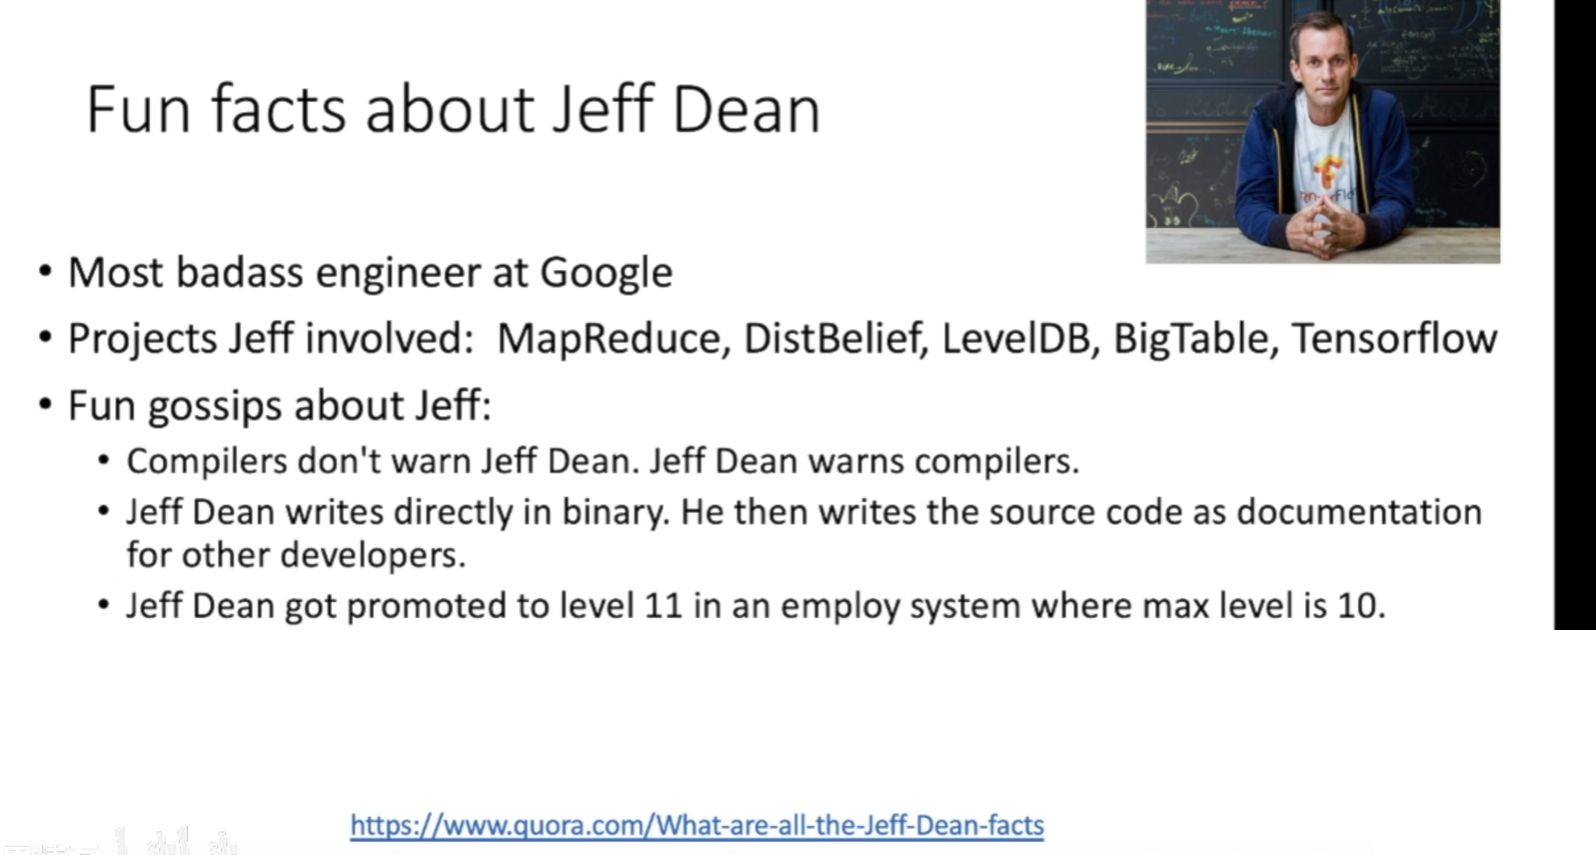 Fun facts about Jeff Dean
• Most badass engineer at Google
• Projects Jeff involved:  MapReduce, DistBelief, LevelDB, BigTable, Tensorflow
• Fun gossips about Jeff:
• Compilers don't warn Jeff Dean. Jeff Dean warns compilers.
• Jeff Dean writes directly in binary. He then writes the source code as documentation
for other developers.
• Jeff Dean got promoted to level 11 in an employ system where max level is 10.
https://www.quora.com/What-are-all-the-Jeff-Dean-facts